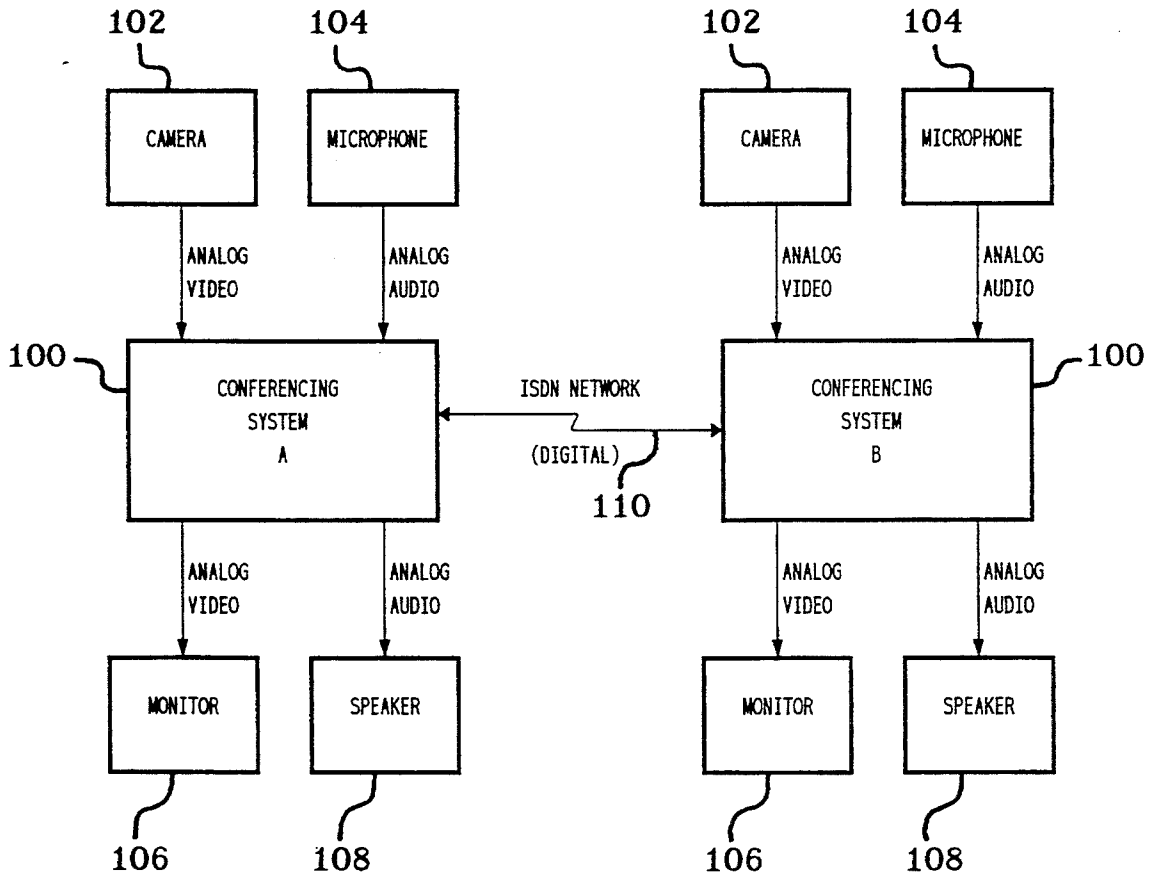 102
104
102
104
CAMERA
MICROPHONE
CAMERA
MICROPHONE
ANALOG
VIDEO
ANALOG
AUDIO
ANALOG
VIDEO
ANALOG
AUDIO
100
CONFERENCING
SYSTEM
A
ISDN NETWORK
(DIGITAL)
110
CONFERENCING
SYSTEM
B
100
ANALOG
VIDEO
ANALOG
AUDIO
ANALOG
VIDEO
ANALOG
AUDIO
MONITOR
SPEAKER
MONITOR
SPEAKER
106
108
106
108